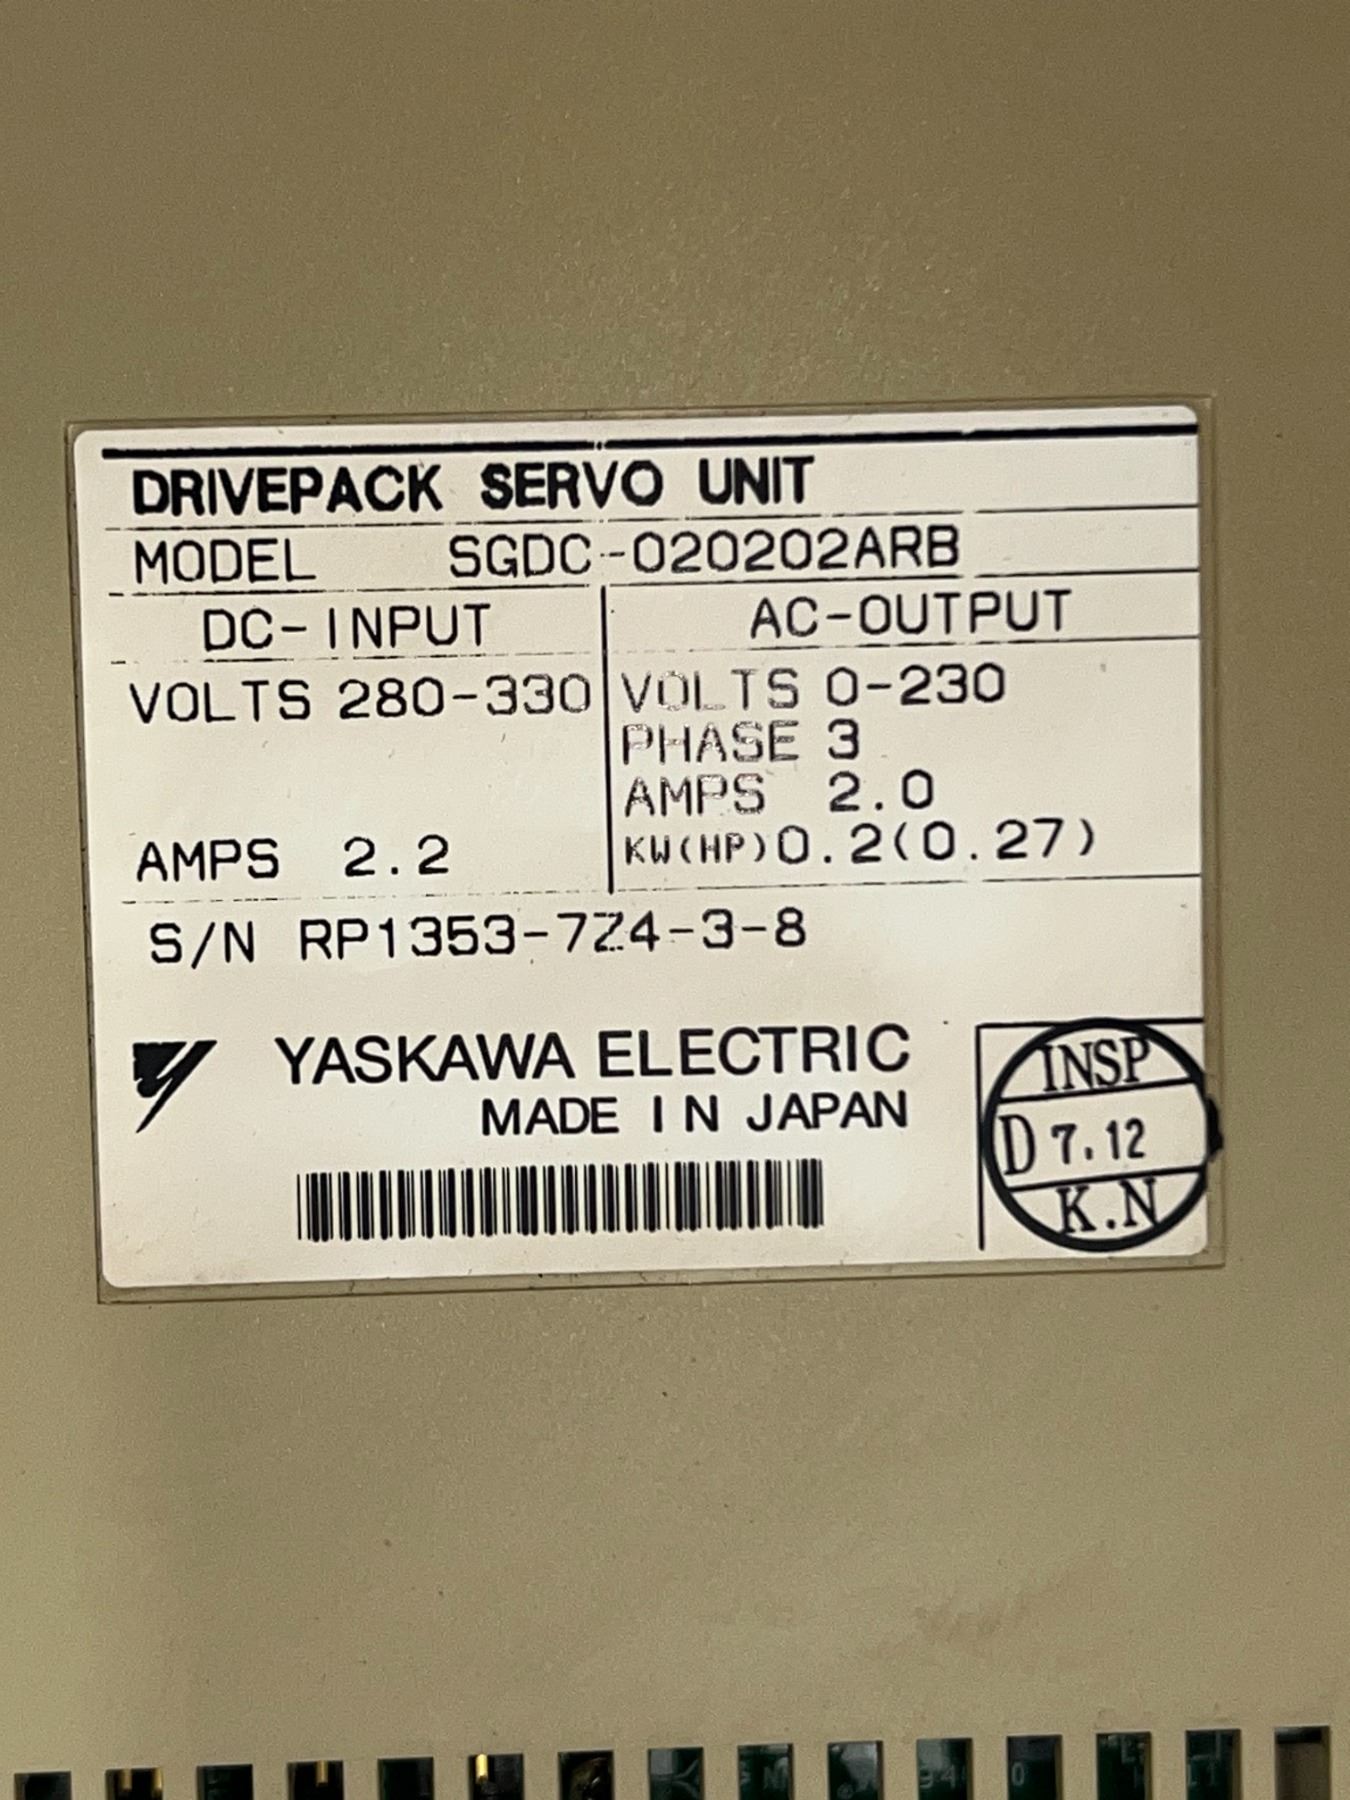 DRIVEPACK SERVO UNIT
MODEL SGDC-020202ARB
DC-INPUT AC-OUTPUT
VOLTS 280-330 VOLTS 0-230
PHASE 3
AMPS 2.0
AMPS 2.2 KW(HP)0.2(0.27)
S/N RP1353-7Z4-3-8
YASKAWA ELECTRIC
MADE IN JAPAN
INSP
D 7.12
K.N